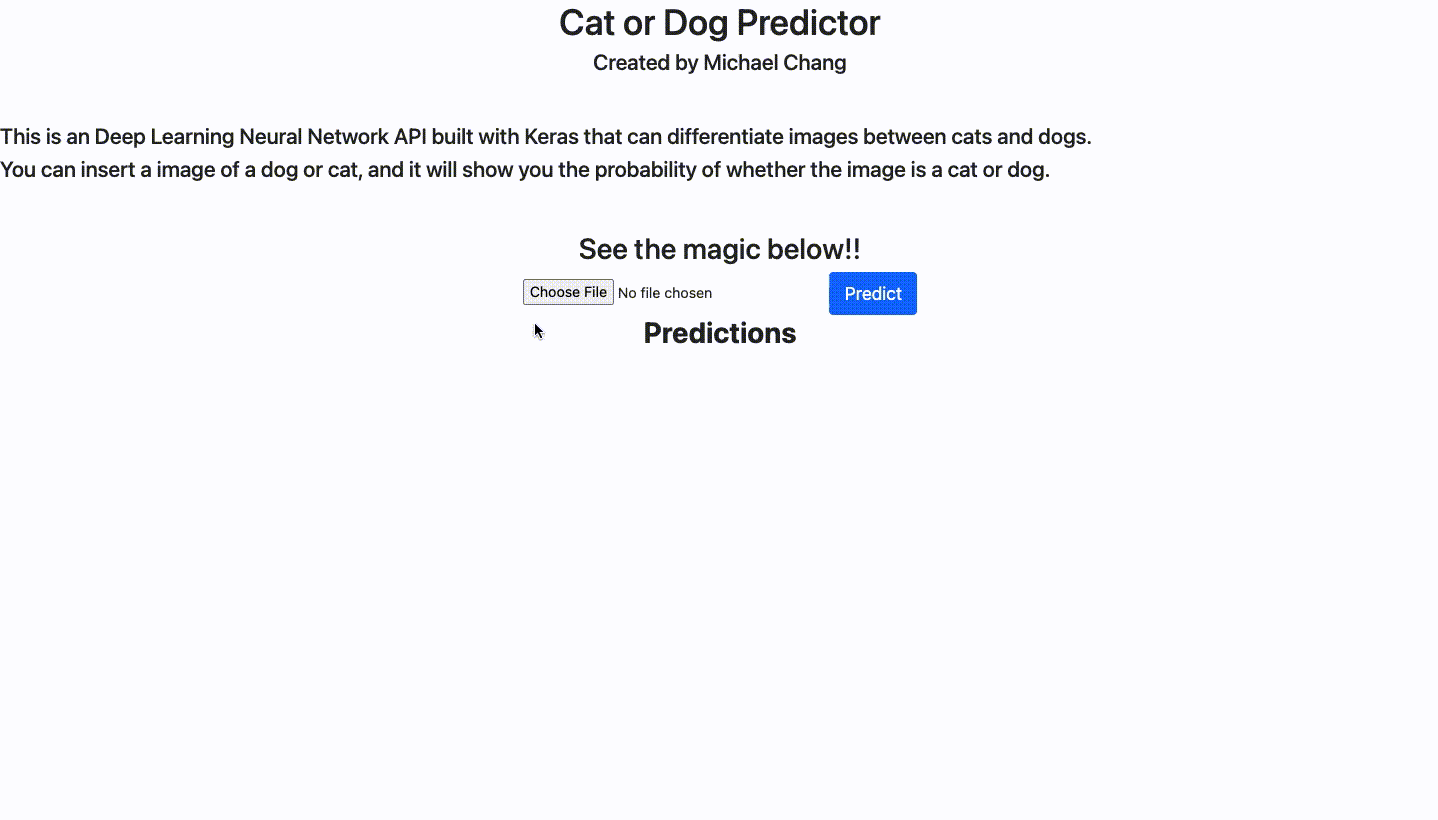 Cat or Dog Predictor
Created by Michael Chang
This is an Deep Learning Neural Network API built with Keras that can differentiate images between cats and dogs.
You can insert a image of a dog or cat, and it will show you the probability of whether the image is a cat or dog.
See the magic below!!
Choose File No file chosen Predict
Predictions